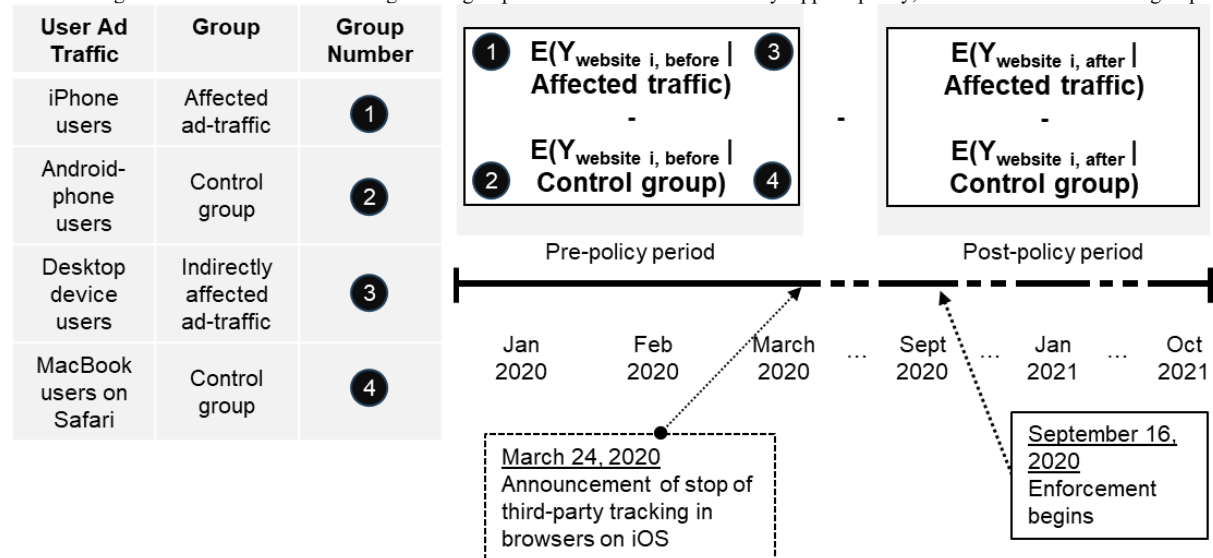 User Ad
Traffic
Group
Group
Number
iPhone
users
Affected
ad-traffic
1
Android-
phone
users
Control
group
2
Desktop
device
users
Indirectly
affected
ad-traffic
3
MacBook
users on
Safari
Control
group
4
1 E(Y website i, before | 3
Affected traffic)
-
E(Y website i, before |
2 Control group) 4
-
E(Y website i, after |
Affected traffic)
-
E(Y website i, after |
Control group)
Pre-policy period
Post-policy period
Jan
2020
Feb
2020
March
2020
...
Sept
2020
...
Jan
2021
...
Oct
2021
March 24, 2020
Announcement of stop of
third-party tracking in
browsers on iOS
September 16,
2020
Enforcement
begins